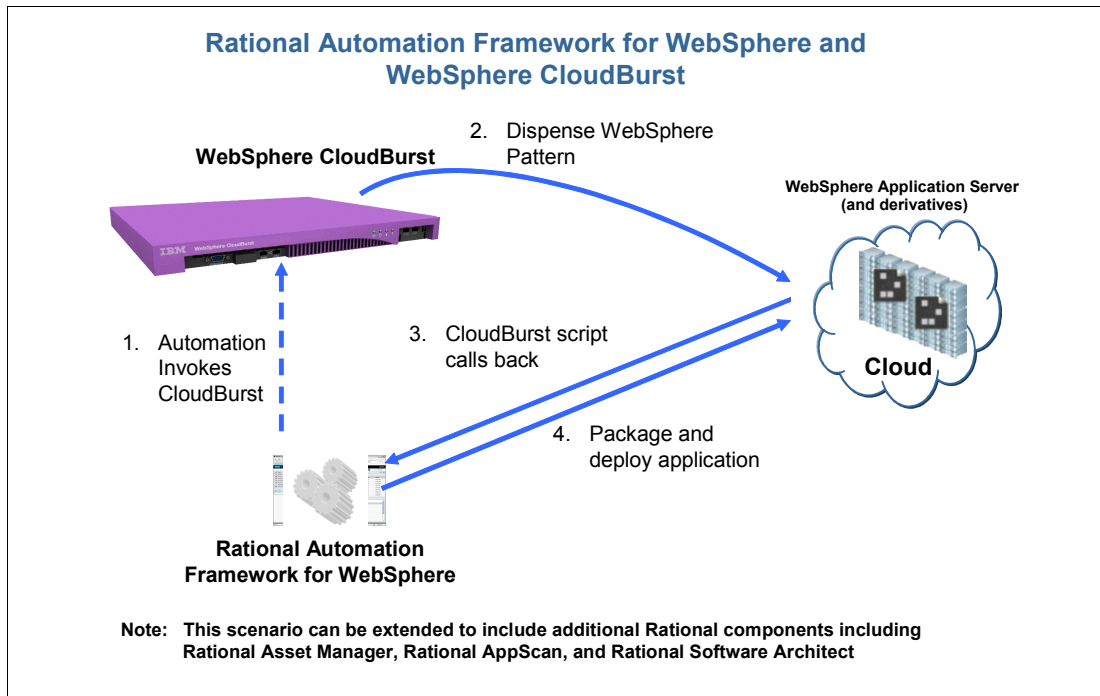 Rational Automation Framework for WebSphere and
WebSphere CloudBurst
2. Dispense WebSphere
Pattern
WebSphere CloudBurst
WebSphere Application Server
(and derivatives)
IBM WebSphere CloudBurst
1. Automation
Invokes
CloudBurst
3. CloudBurst script
calls back
Cloud
4. Package and
deploy application
Rational Automation
Framework for WebSphere
Note: This scenario can be extended to include additional Rational components including
Rational Asset Manager, Rational AppScan, and Rational Software Architect